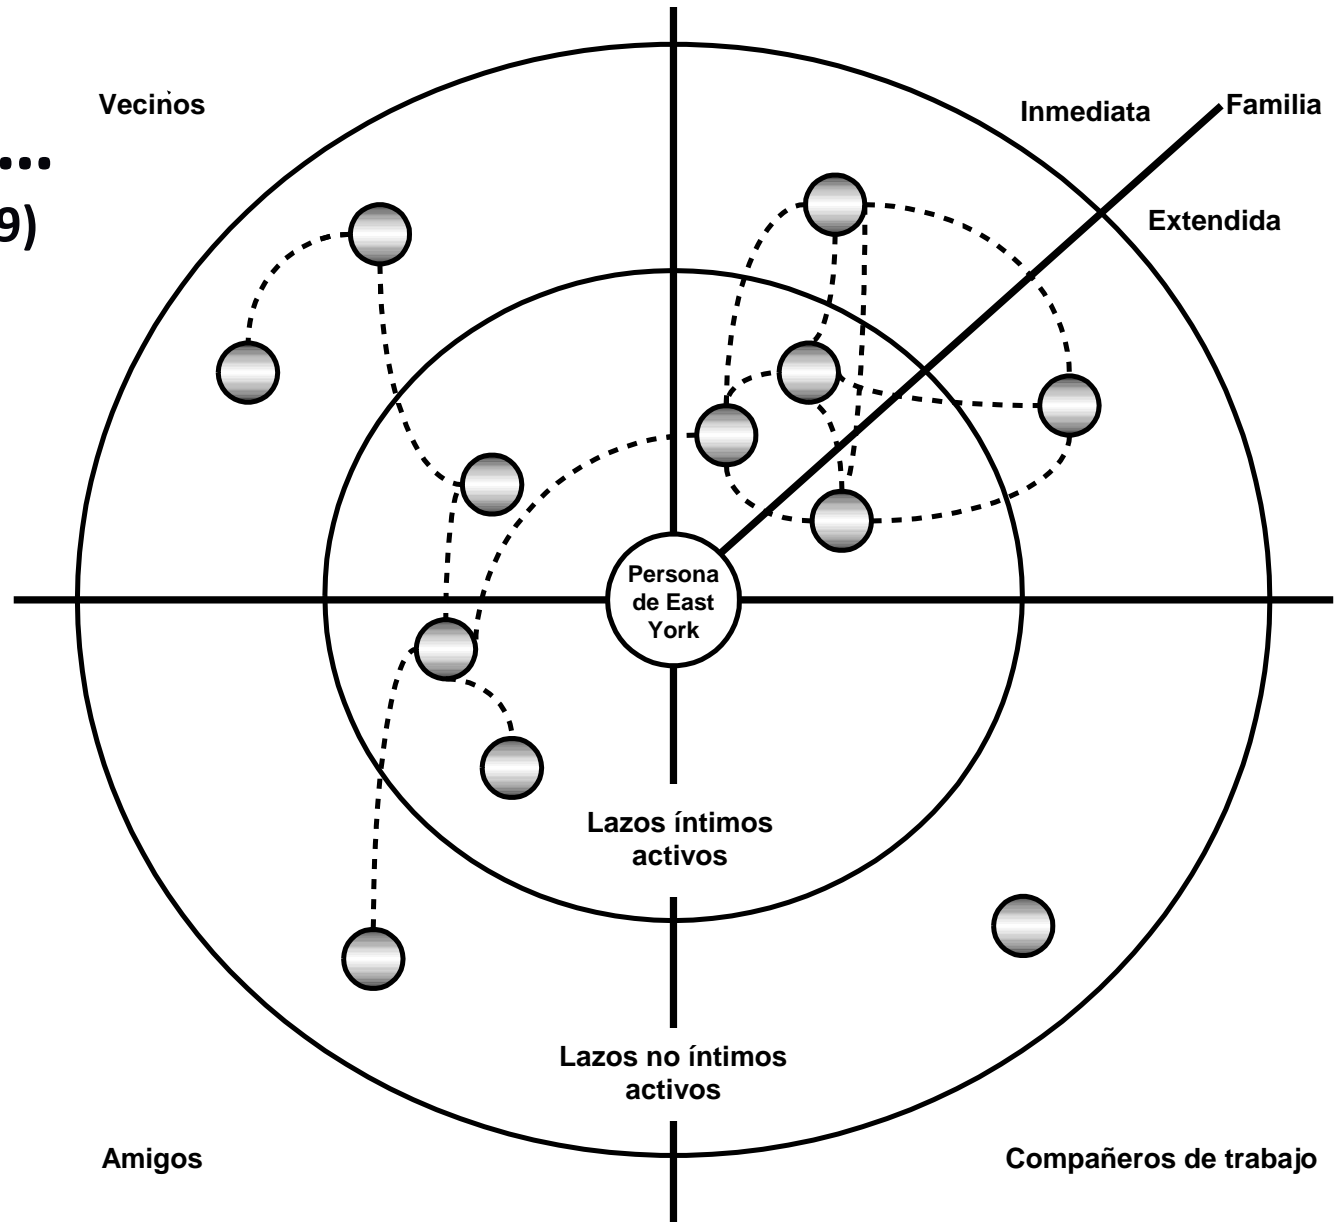 Vecinos
Inmediata
Familia
...
9)
Extendida
Persona
de East
York
Lazos íntimos
activos
Lazos no íntimos
activos
Amigos
Compañeros de trabajo